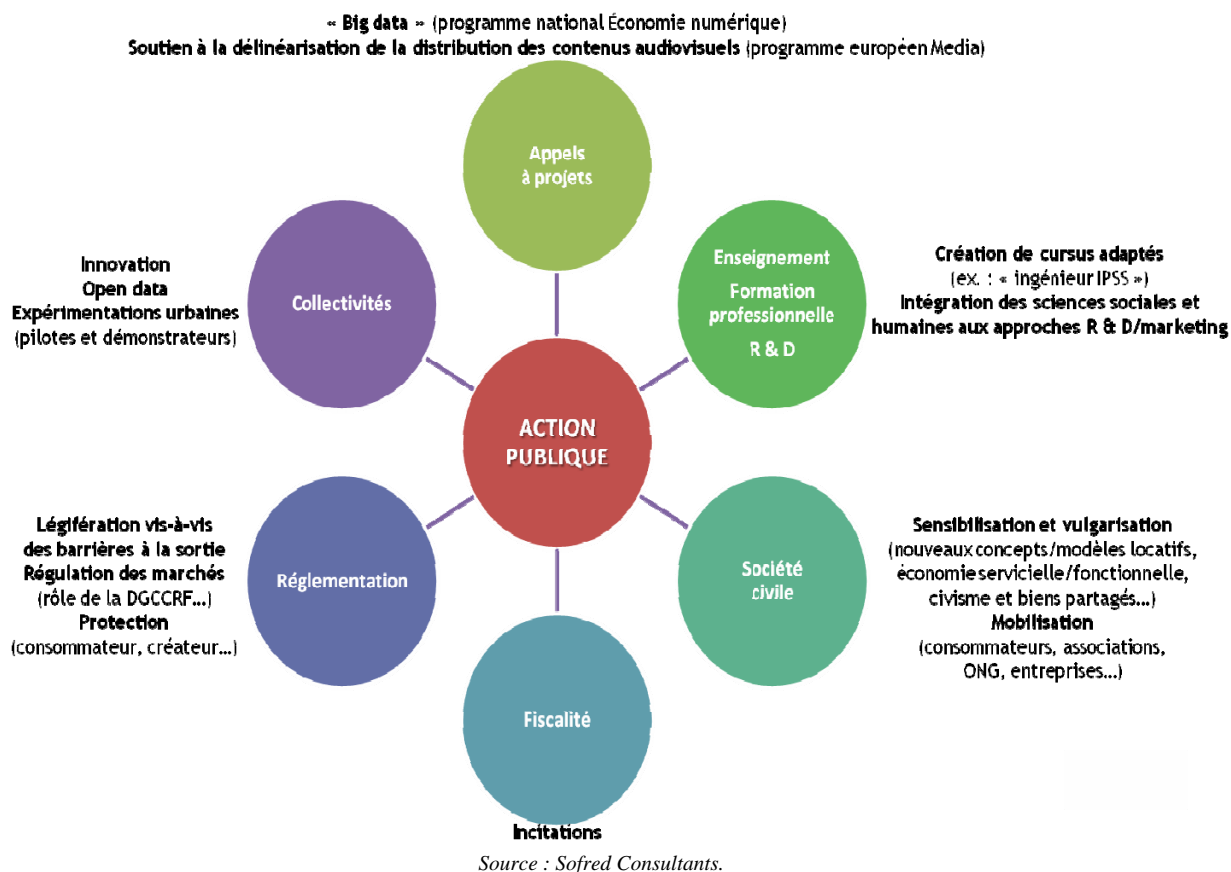 « Big data » (programme national Économie numérique)
Soutien à la délinéarisation de la distribution des contenus audiovisuels (programme européen Media)
Appels
à projets
Innovation
Open data
Expérimentations urbaines
(pilotes et démonstrateurs)
Collectivités
Enseignement
Formation
professionnelle
R & D
Création de cursus adaptés
(ex. : « ingénieur IPSS »)
Intégration des sciences sociales et
humaines aux approches R & D/marketing
ACTION
PUBLIQUE
Légifération vis-à-vis
des barrières à la sortie
Régulation des marchés
(rôle de la DGCCRF...)
Protection
(consommateur, créateur...)
Réglementation
Société
civile
Sensibilisation et vulgarisation
(nouveaux concepts/modèles locatifs,
économie servicielle/fonctionnelle,
civisme et biens partagés...)
Mobilisation
(consommateurs, associations,
ONG, entreprises...)
Fiscalité
Incitations
Source : Sofred Consultants.